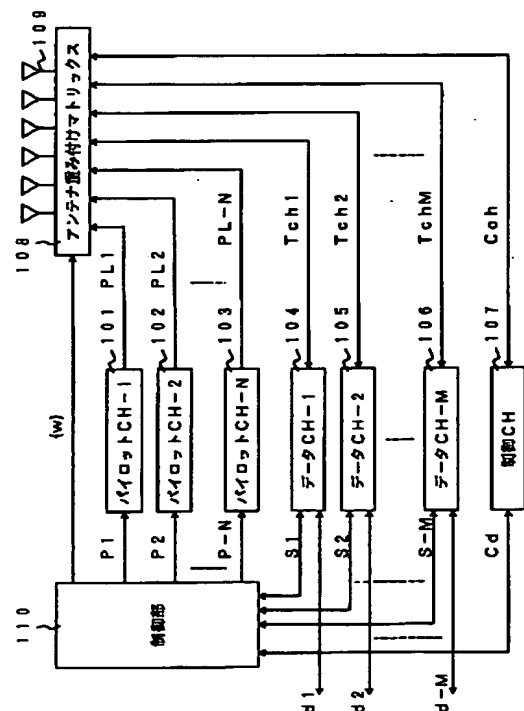 109
アンテナ重み付けマトリックス
108
{w}
PL1
PL2
PL-N
Tch1
Tch2
TchM
Cch
101
102
103
104
105
106
107
パイロットCH-1
パイロットCH-2
パイロットCH-N
データCH-1
データCH-2
データCH-M
制御CH
P1
P2
P-N
S1
S2
S-M
Cd
110
制御部
d1
d2
d-M